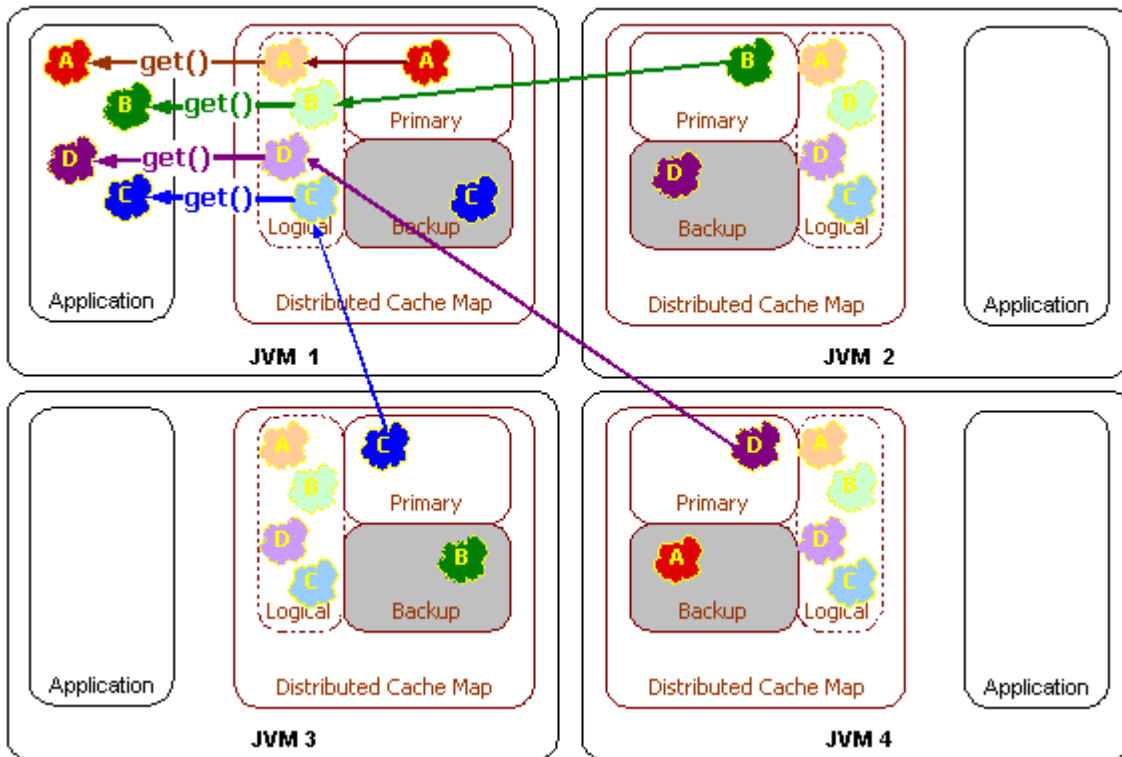 A get() A A
B get() B
Primary
D get() D
C get() C C
Logical Backup
Application
Distributed Cache Map
JVM 1
B A
B
Primary
D D
C
Backup Logical
Distributed Cache Map
Application
JVM 2
A C
B
Primary
D B
C
Logical Backup
Application
Distributed Cache Map
JVM 3
D A
B
Primary
A D
C
Backup Logical
Distributed Cache Map
Application
JVM 4